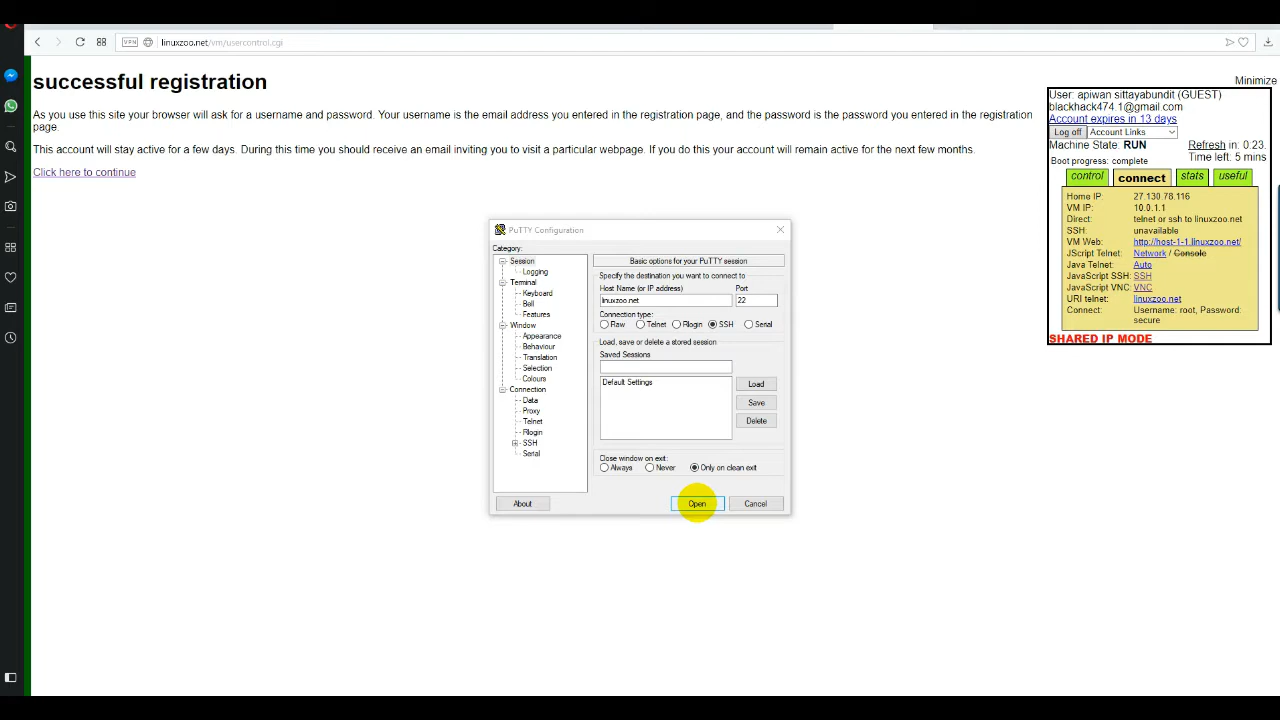 VPN linuxzoo.net/vm/usercontrol.cgi
successful registration
As you use this site your browser will ask for a username and password. Your username is the email address you entered in the registration page, and the password is the password you entered in the registration
page.
This account will stay active for a few days. During this time you should receive an email inviting you to visit a particular webpage. If you do this your account will remain active for the next few months.
Click here to continue
Minimize
User: apiwan sittayabundit (GUEST)
blackhack474.1@gmail.com
Account expires in 13 days
Log off Account Links
Machine State: RUN Refresh in: 0:23.
Time left: 5 mins
Boot progress: complete
control connect stats useful
Home IP: 27.130.78.116
VM IP: 10.0.1.1
Direct: telnet or ssh to linuxzoo.net
SSH: unavailable
VM Web: http://host-1-1.linuxzoo.net/
JScript Telnet: Network / Console
Java Telnet: Auto
JavaScript SSH: SSH
JavaScript VNC: VNC
URI telnet: linuxzoo.net
Connect: Username: root, Password:
secure
SHARED IP MODE
PuTTY Configuration
Category:
Session
Logging
Terminal
Keyboard
Bell
Features
Window
Appearance
Behaviour
Translation
Selection
Colours
Connection
Data
Proxy
Telnet
Rlogin
SSH
Serial
Basic options for your PuTTY session
Specify the destination you want to connect to
Host Name (or IP address) Port
linuxzoo.net 22
Connection type:
Raw Telnet Rlogin SSH Serial
Load, save or delete a stored session
Saved Sessions
Default Settings
Load
Save
Delete
Close window on exit:
Always Never Only on clean exit
About Open Cancel